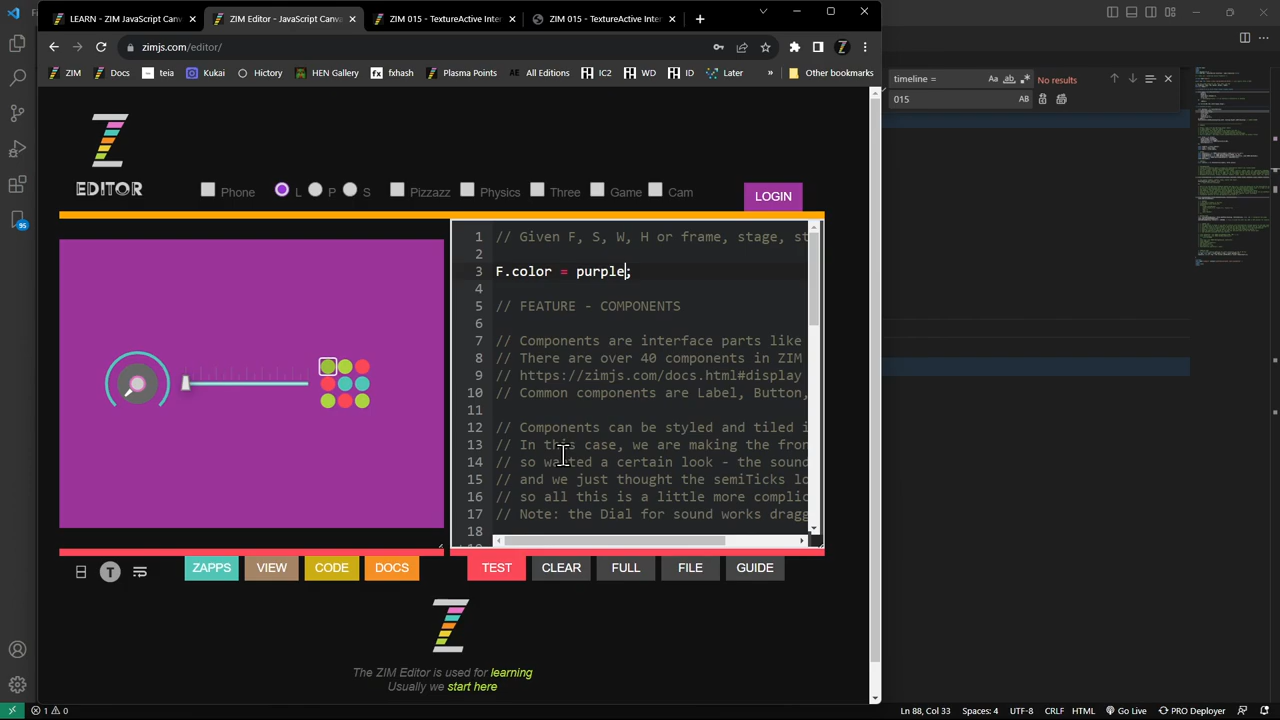 LEARN - JavaScript Canva
ZIM Editor - JavaScript Canva
ZIM 015 - TextureActive Inter
ZIM 015 - TextureActive Inter
zimjs.com/editor/
ZIM
Docs
teia
Kukai
Hictory
HEN Gallery
fxhash
Plasma Points
All Editions
IC2
WD
ID
Later
»
Other bookmarks
timeline =
No results
015
EDITOR
Phone
L
P
S
Pizzazz
Physics
Three
Game
Cam
LOGIN
1 Given F, S, W, H or frame, stage, st
2
3 F.color = purple;
4
5 // FEATURE - COMPONENTS
6
7 // Components are interface parts like
8 // There are over 40 components in ZIM
9 // https://zimjs.com/docs.html#display
10 // Common components are Label, Button,
11
12 // Components can be styled and tiled i
13 // In this case, we are making the fron
14 // so wanted a certain look - the sound
15 // and we just thought the semiTicks lo
16 // so all this is a little more complic
17 // Note: the Dial for sound works dragg
18
T
ZAPPS
VIEW
CODE
DOCS
TEST
CLEAR
FULL
FILE
GUIDE
The ZIM Editor is used for learning
Usually we start here
95
1 0
Ln 88, Col 33
Spaces: 4
UTF-8
CRLF
HTML
Go Live
PRO Deployer